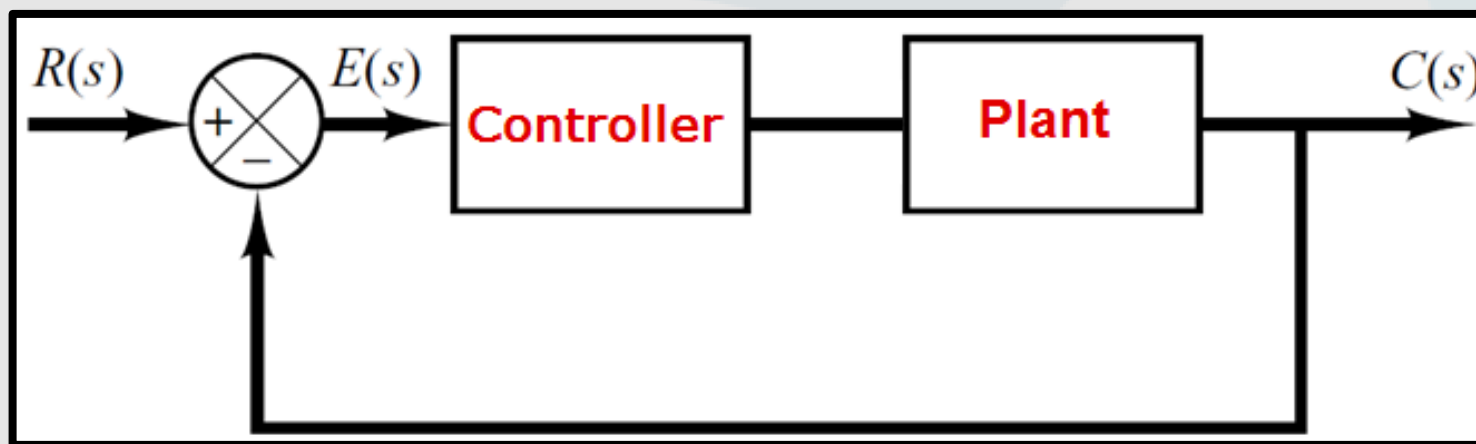 R(s)
+
−
E(s)
Controller
Plant
C(s)